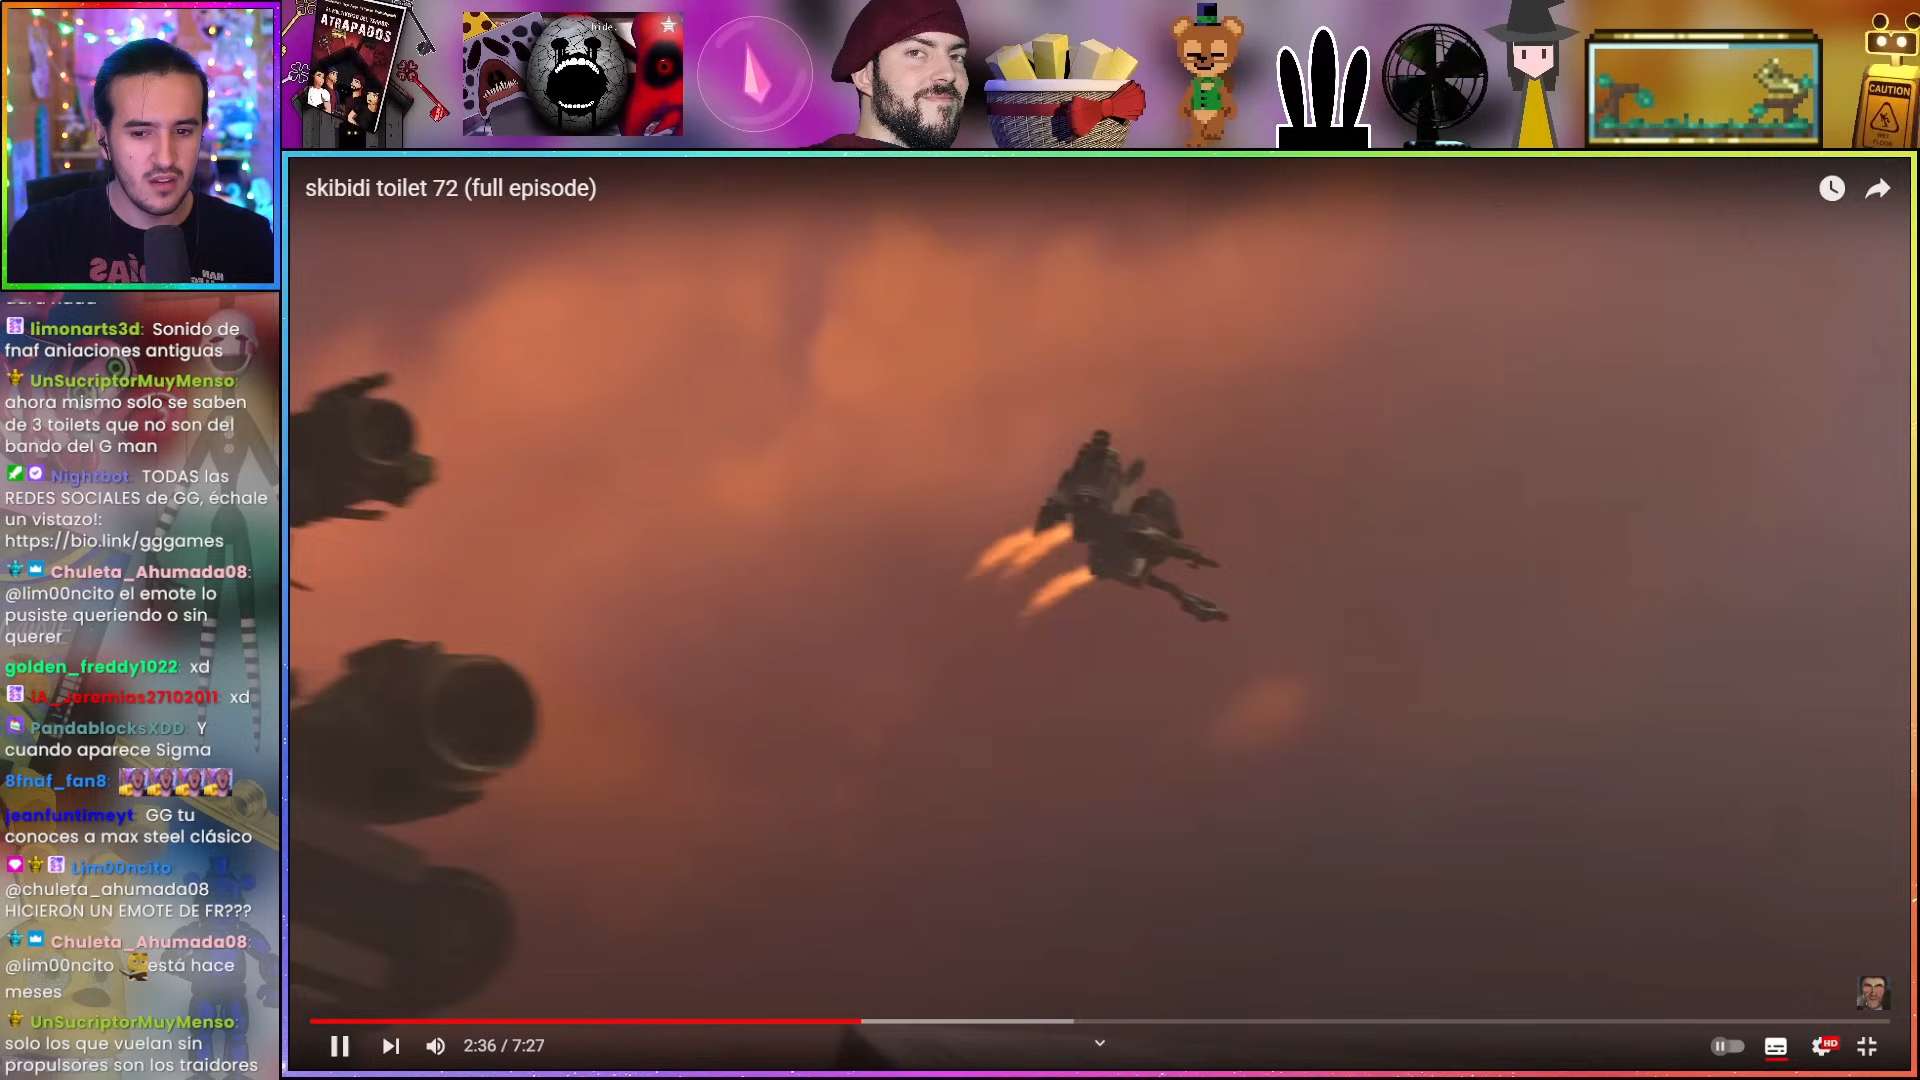 ATRAPADOS
CAUTION
WET
FLOOR
skibidi toilet 72 (full episode)
limonarts3d: Sonido de
fnaf aniaciones antiguas
UnSucriptorMuyMenso:
ahora mismo solo se saben
de 3 toilets que no son del
bando del G man
Nightbot: TODAS las
REDES SOCIALES de GG, échale
un vistazo!:
https://bio.link/gggames
Chuleta_Ahumada08:
@lim00ncito el emote lo
pusiste queriendo o sin
querer
golden_freddy1022: xd
iA_Jeremias27102011: xd
PandablocksXDD: Y
cuando aparece Sigma
8fnaf_fan8:
jeanfuntimeyt: GG tu
conoces a max steel clásico
Lim00ncito:
@chuleta_ahumada08
HICIERON UN EMOTE DE FR???
Chuleta_Ahumada08:
@lim00ncito está hace
meses
UnSucriptorMuyMenso:
solo los que vuelan sin
propulsores son los traidores
2:36 / 7:27
HD